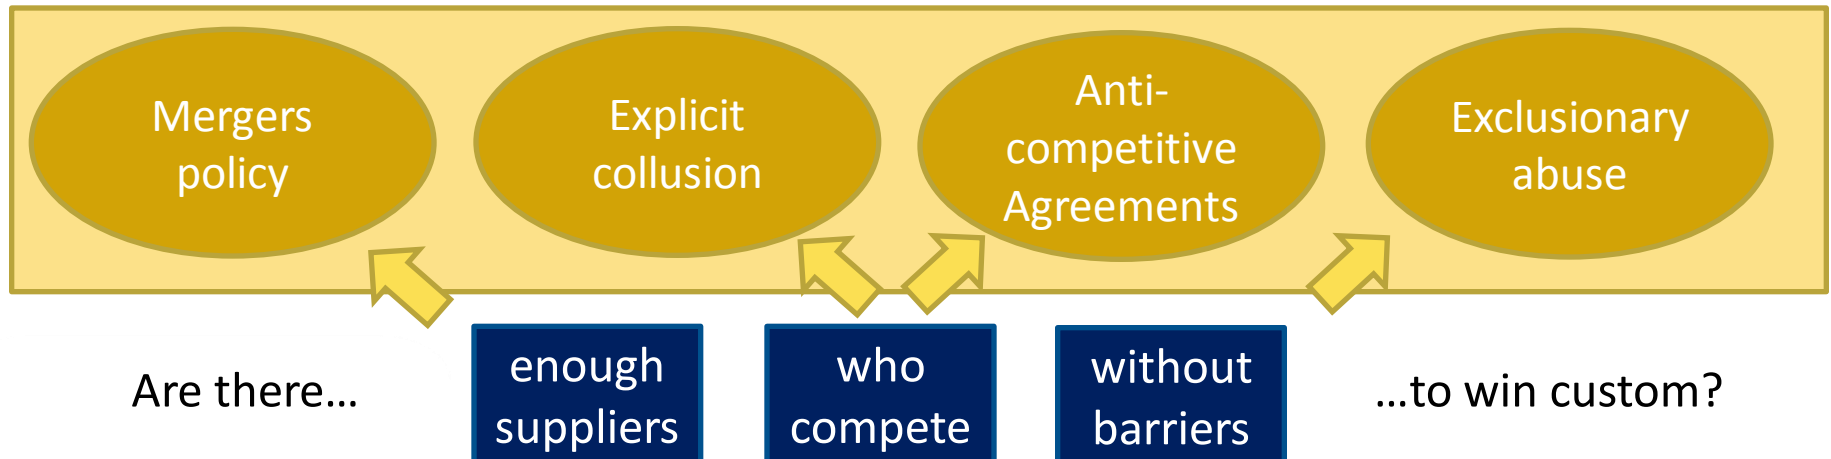 Mergers
policy
Explicit
collusion
Anti-
competitive
Agreements
Exclusionary
abuse
Are there…
enough
suppliers
who
compete
without
barriers
…to win custom?